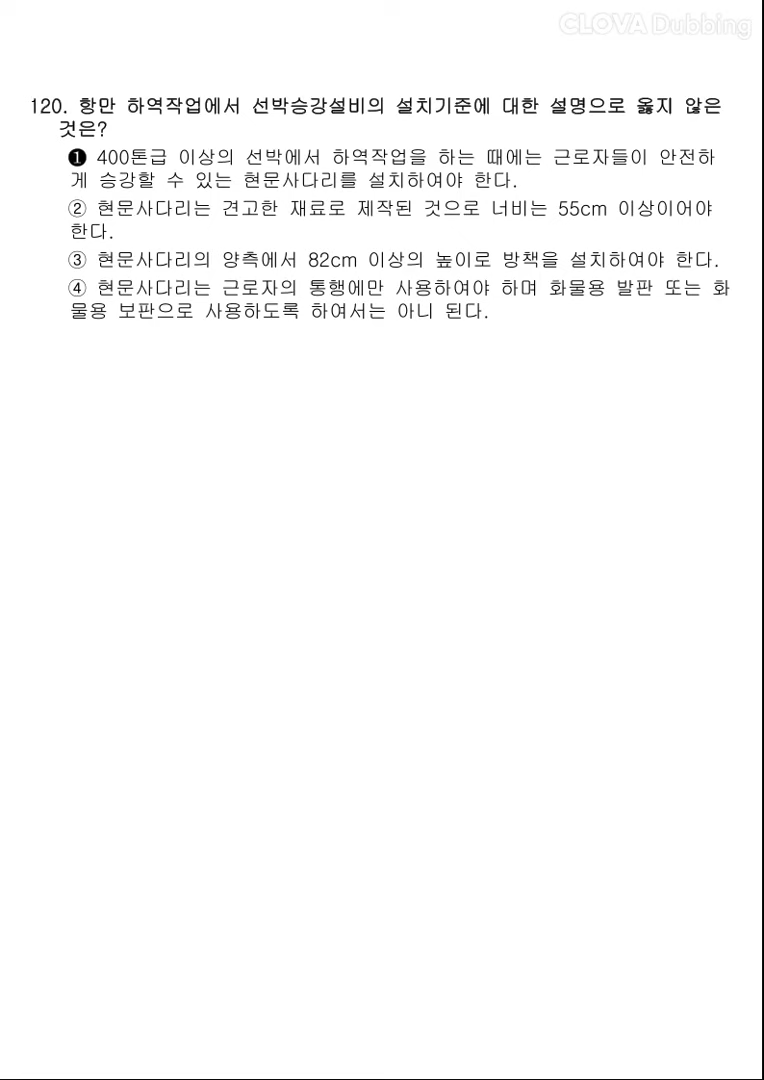 CLOVA Dubbing
120. 항만 하역작업에서 선박승강설비의 설치기준에 대한 설명으로 옳지 않은
것은?
❶ 400톤급 이상의 선박에서 하역작업을 하는 때에는 근로자들이 안전하
게 승강할 수 있는 현문사다리를 설치하여야 한다.
② 현문사다리는 견고한 재료로 제작된 것으로 너비는 55cm 이상이어야
한다.
③ 현문사다리의 양측에서 82cm 이상의 높이로 방책을 설치하여야 한다.
④ 현문사다리는 근로자의 통행에만 사용하여야 하며 화물용 발판 또는 화
물용 보판으로 사용하도록 하여서는 아니 된다.